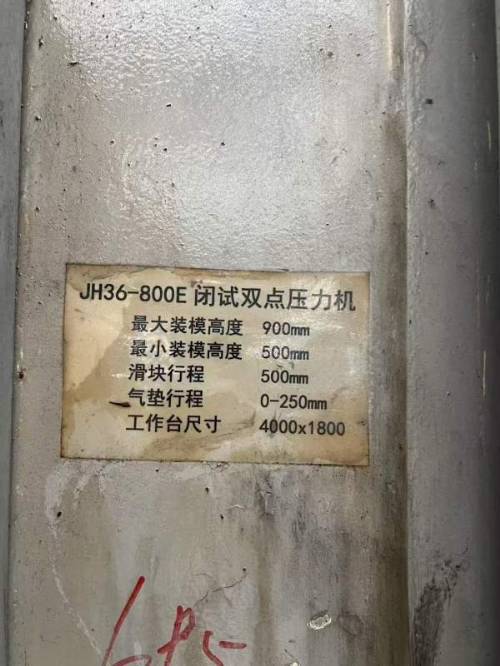 JH36-800E 闭试双点压力机
最大装模高度 900mm
最小装模高度 500mm
滑块行程 500mm
气垫行程 0-250mm
工作台尺寸 4000x1800